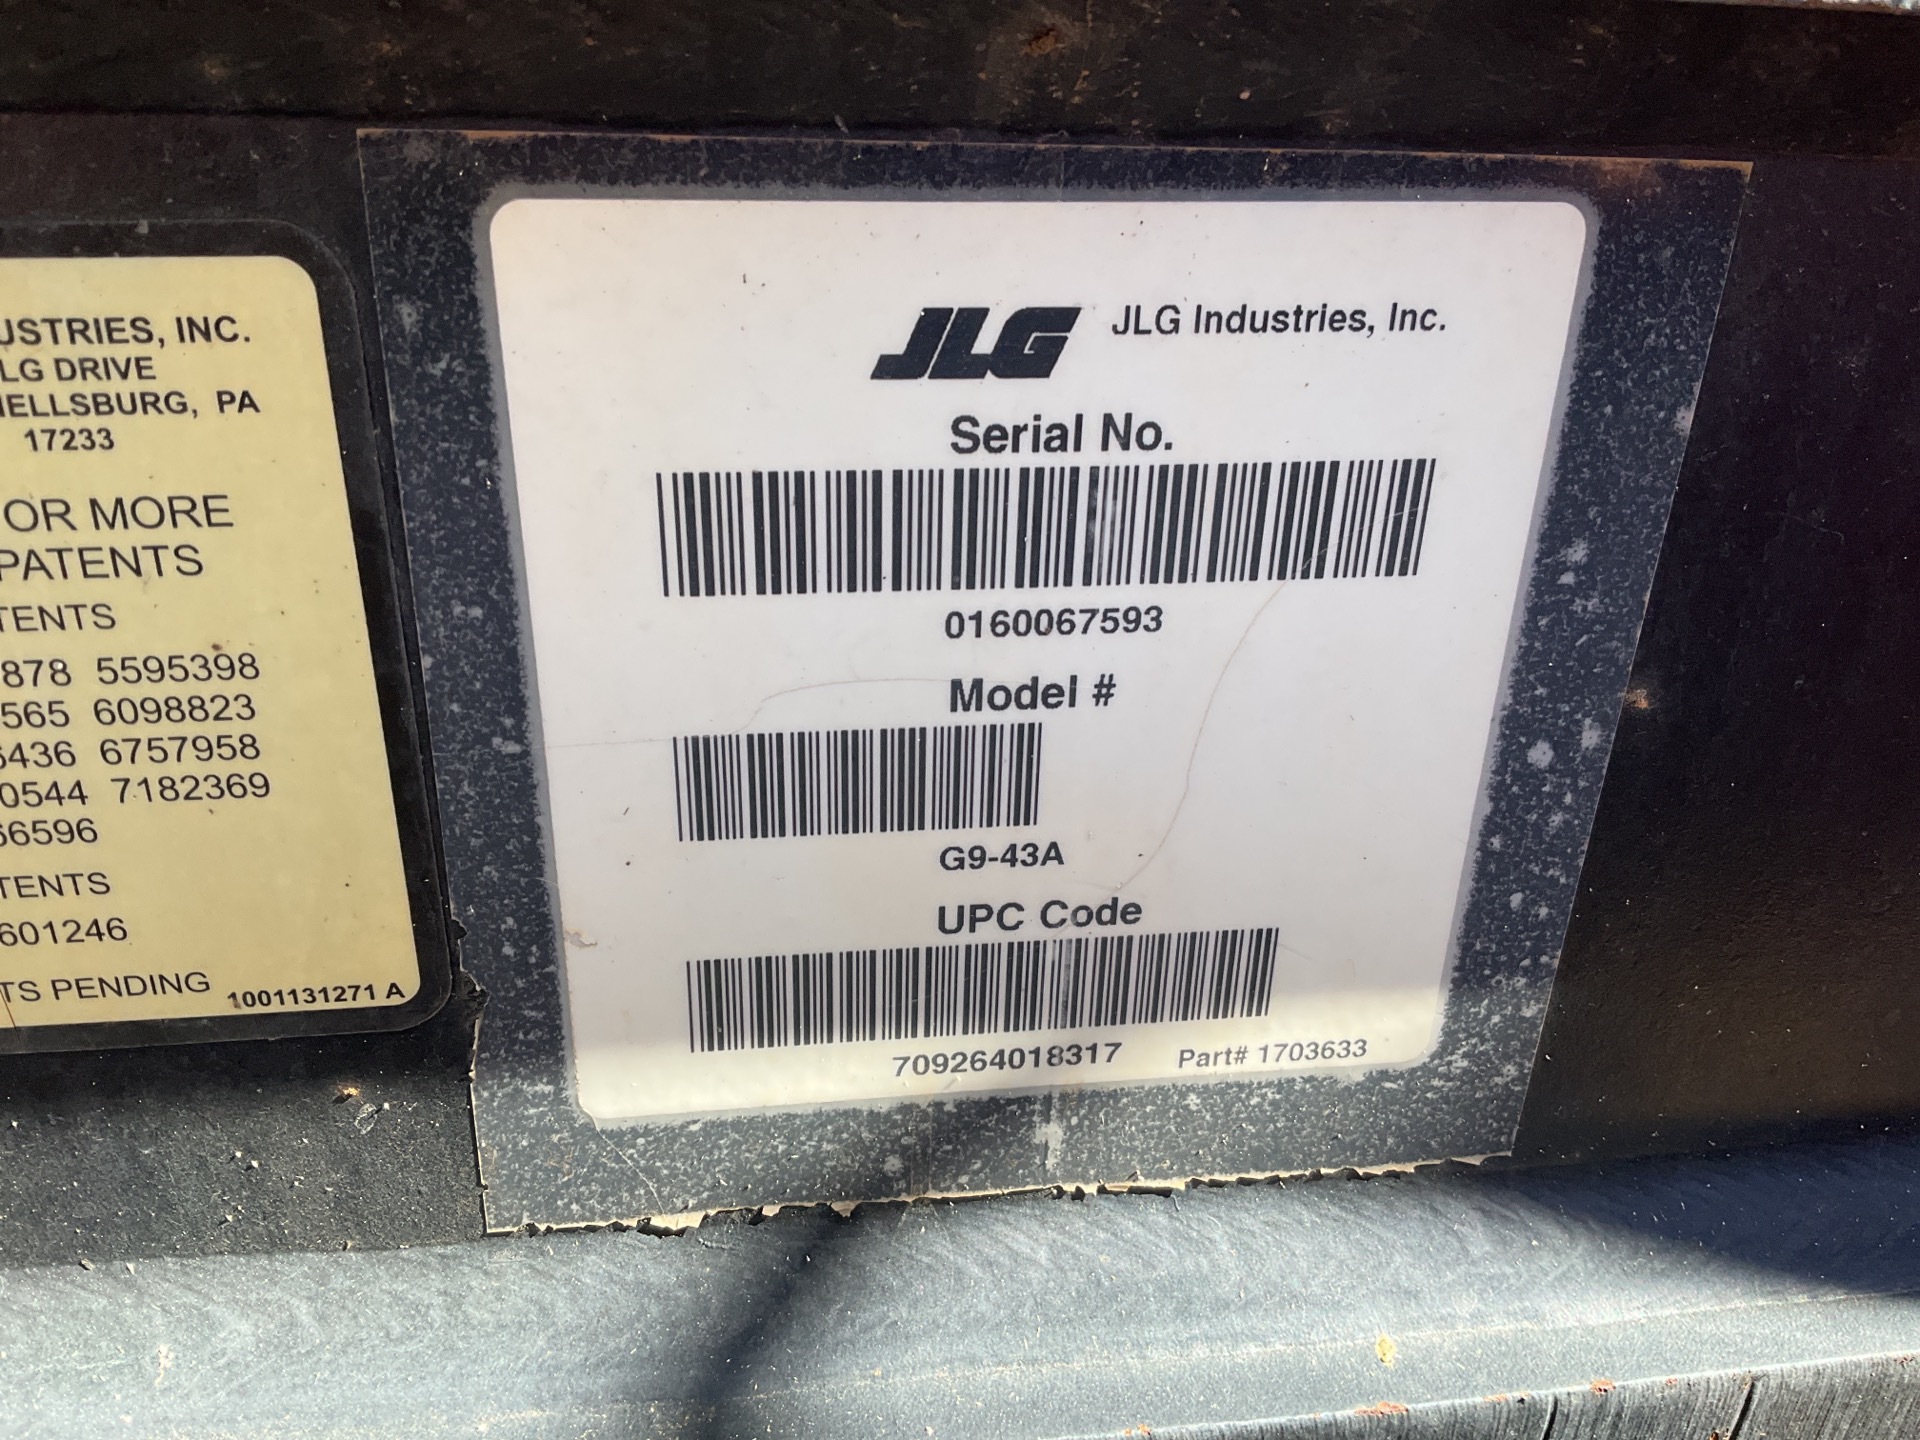 USTRIES, INC.
LG DRIVE
NELLSBURG, PA
17233
OR MORE
PATENTS
TENTS
878 5595398
565 6098823
6436 6757958
0544 7182369
66596
TENTS
601246
TS PENDING
1001131271 A
JLG JLG Industries, Inc.
Serial No.
0160067593
Model #
G9-43A
UPC Code
709264018317 Part# 1703633